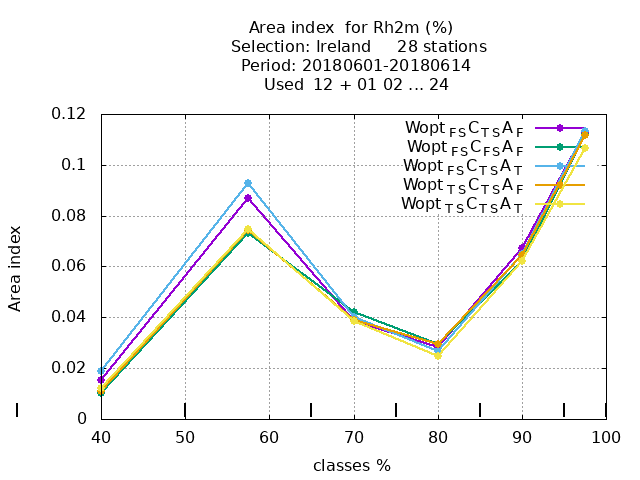 Area index  for Rh2m (%)
Selection: Ireland     28 stations
Period: 20180601-20180614
Used  12 + 01 02 ... 24
0.12
0.1
0.08
0.06
0.04
0.02
0
Area index
Wopt FS C TS A F
Wopt FS C FS A F
Wopt FS C TS A T
Wopt TS C TS A F
Wopt TS C TS A T
40 50 60 70 80 90 100
classes %